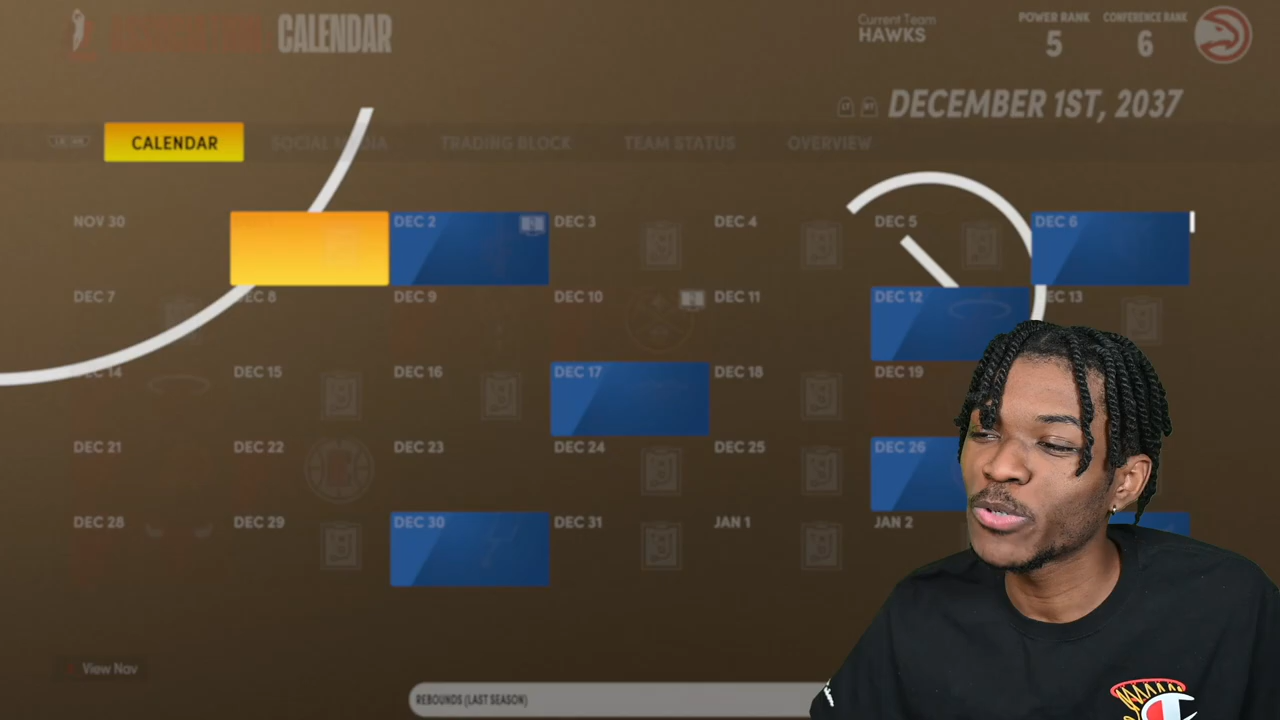 CALENDAR
Current Team
HAWKS
POWER RANK
5
CONFERENCE RANK
6
DECEMBER 1ST, 2037
CALENDAR
SOCIAL MEDIA
TRADING BLOCK
TEAM STATUS
OVERVIEW
NOV 30
DEC 2
DEC 3
DEC 4
DEC 5
DEC 6
DEC 7
DEC 8
DEC 9
DEC 10
DEC 11
DEC 12
DEC 13
DEC 14
DEC 15
DEC 16
DEC 17
DEC 18
DEC 19
DEC 21
DEC 22
DEC 23
DEC 24
DEC 25
DEC 26
DEC 28
DEC 29
DEC 30
DEC 31
JAN 1
JAN 2
View Nav
REBOUNDS (LAST SEASON)